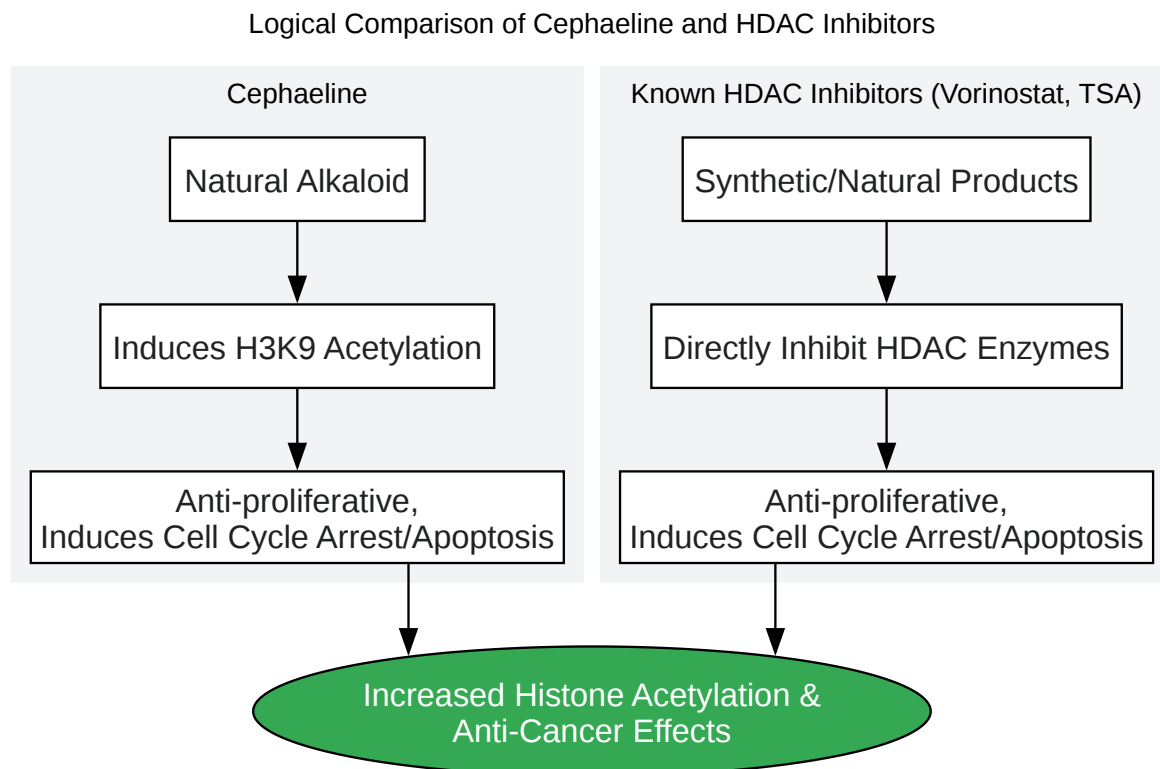 Logical Comparison of Cephaeline and HDAC Inhibitors
Cephaeline
Natural Alkaloid
Induces H3K9 Acetylation
Anti-proliferative,
Induces Cell Cycle Arrest/Apoptosis
Known HDAC Inhibitors (Vorinostat, TSA)
Synthetic/Natural Products
Directly Inhibit HDAC Enzymes
Anti-proliferative,
Induces Cell Cycle Arrest/Apoptosis
Increased Histone Acetylation &
Anti-Cancer Effects